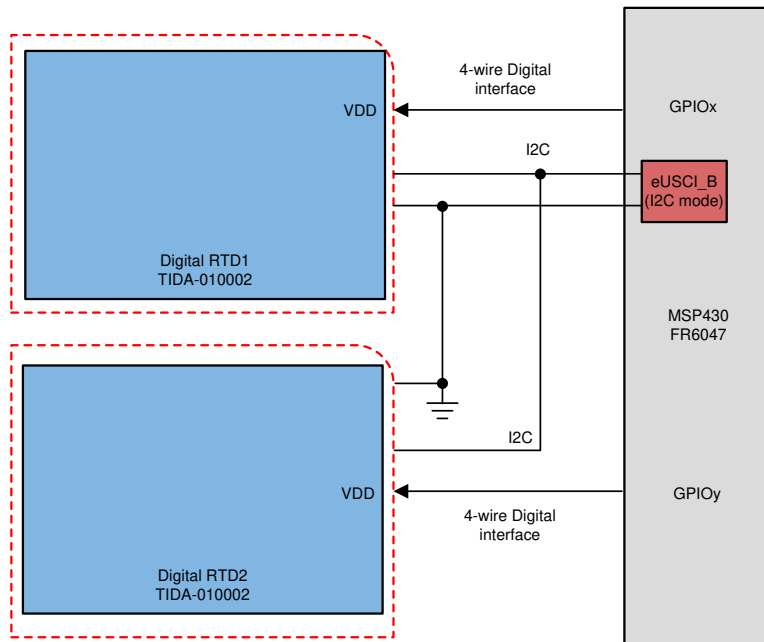 4-wire Digital
interface
VDD
GPIOx
I2C
eUSCI_B
(I2C mode)
Digital RTD1
TIDA-010002
MSP430
FR6047
I2C
VDD
GPIOy
4-wire Digital
interface
Digital RTD2
TIDA-010002